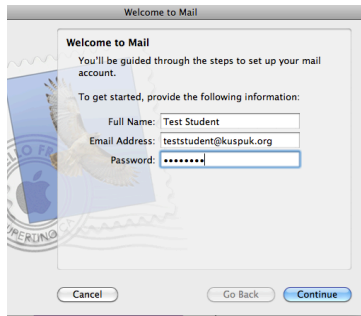 Welcome to Mail
Welcome to Mail
You'll be guided through the steps to set up your mail
account.
To get started, provide the following information:
Full Name: Test Student
Email Address: teststudent@kuspuk.org
Password: ••••••••
Cancel Go Back Continue